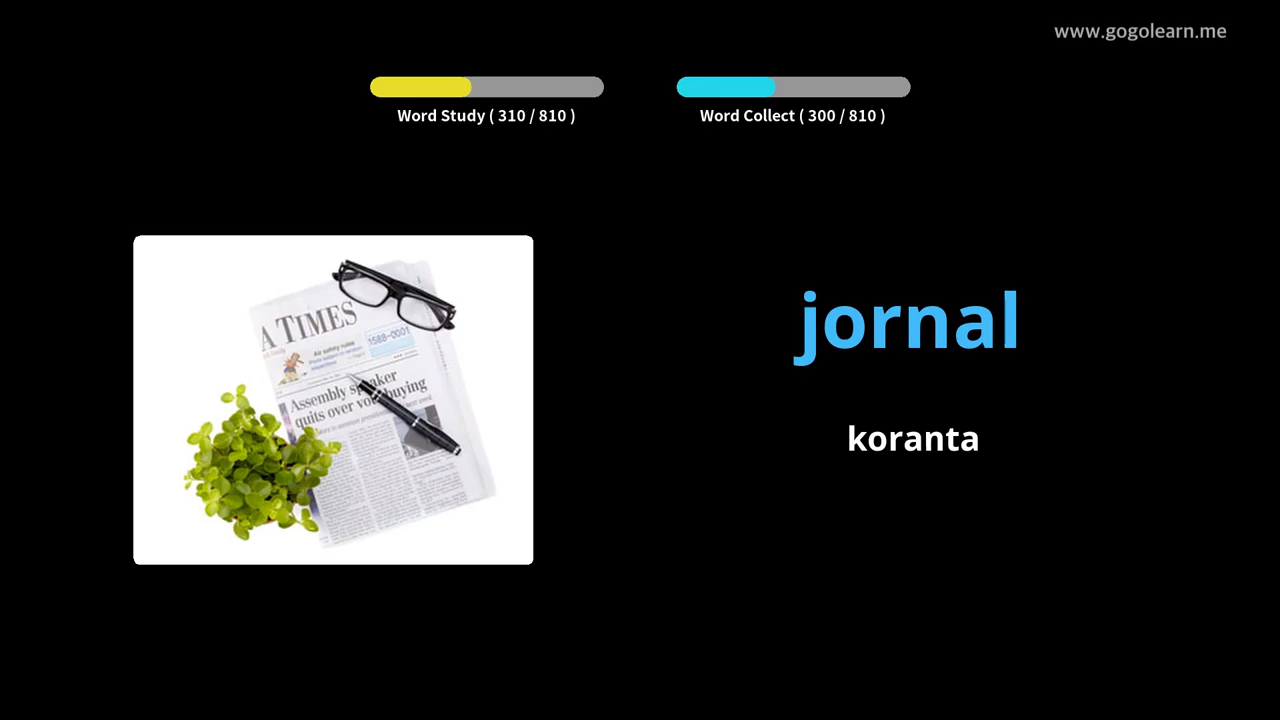 www.gogolearn.me
Word Study ( 310 / 810 )
Word Collect ( 300 / 810 )
A TIMES
Air safety rules
1588-0001
Assembly speaker
quits over vote buying
jornal
koranta